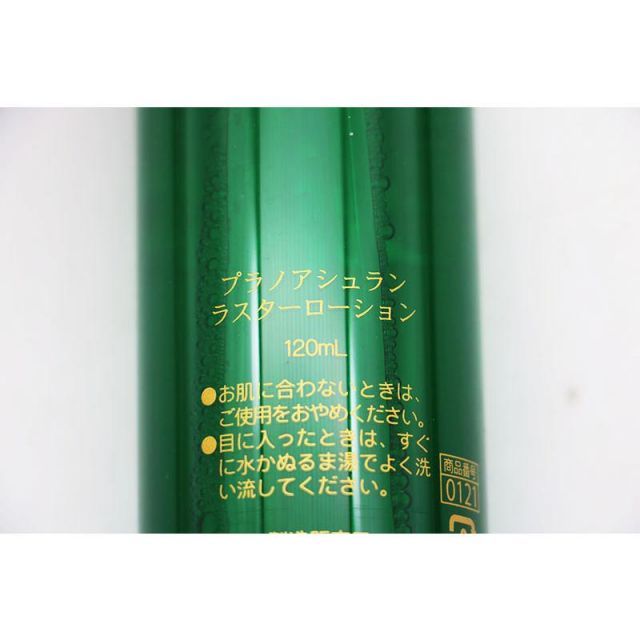 プラノアシュラン
ラスターローション
120mL
●お肌に合わないときは、
ご使用をおやめください。
●目に入ったときは、すぐ
に水かぬるま湯でよく洗
い流してください。
商品番号
0121